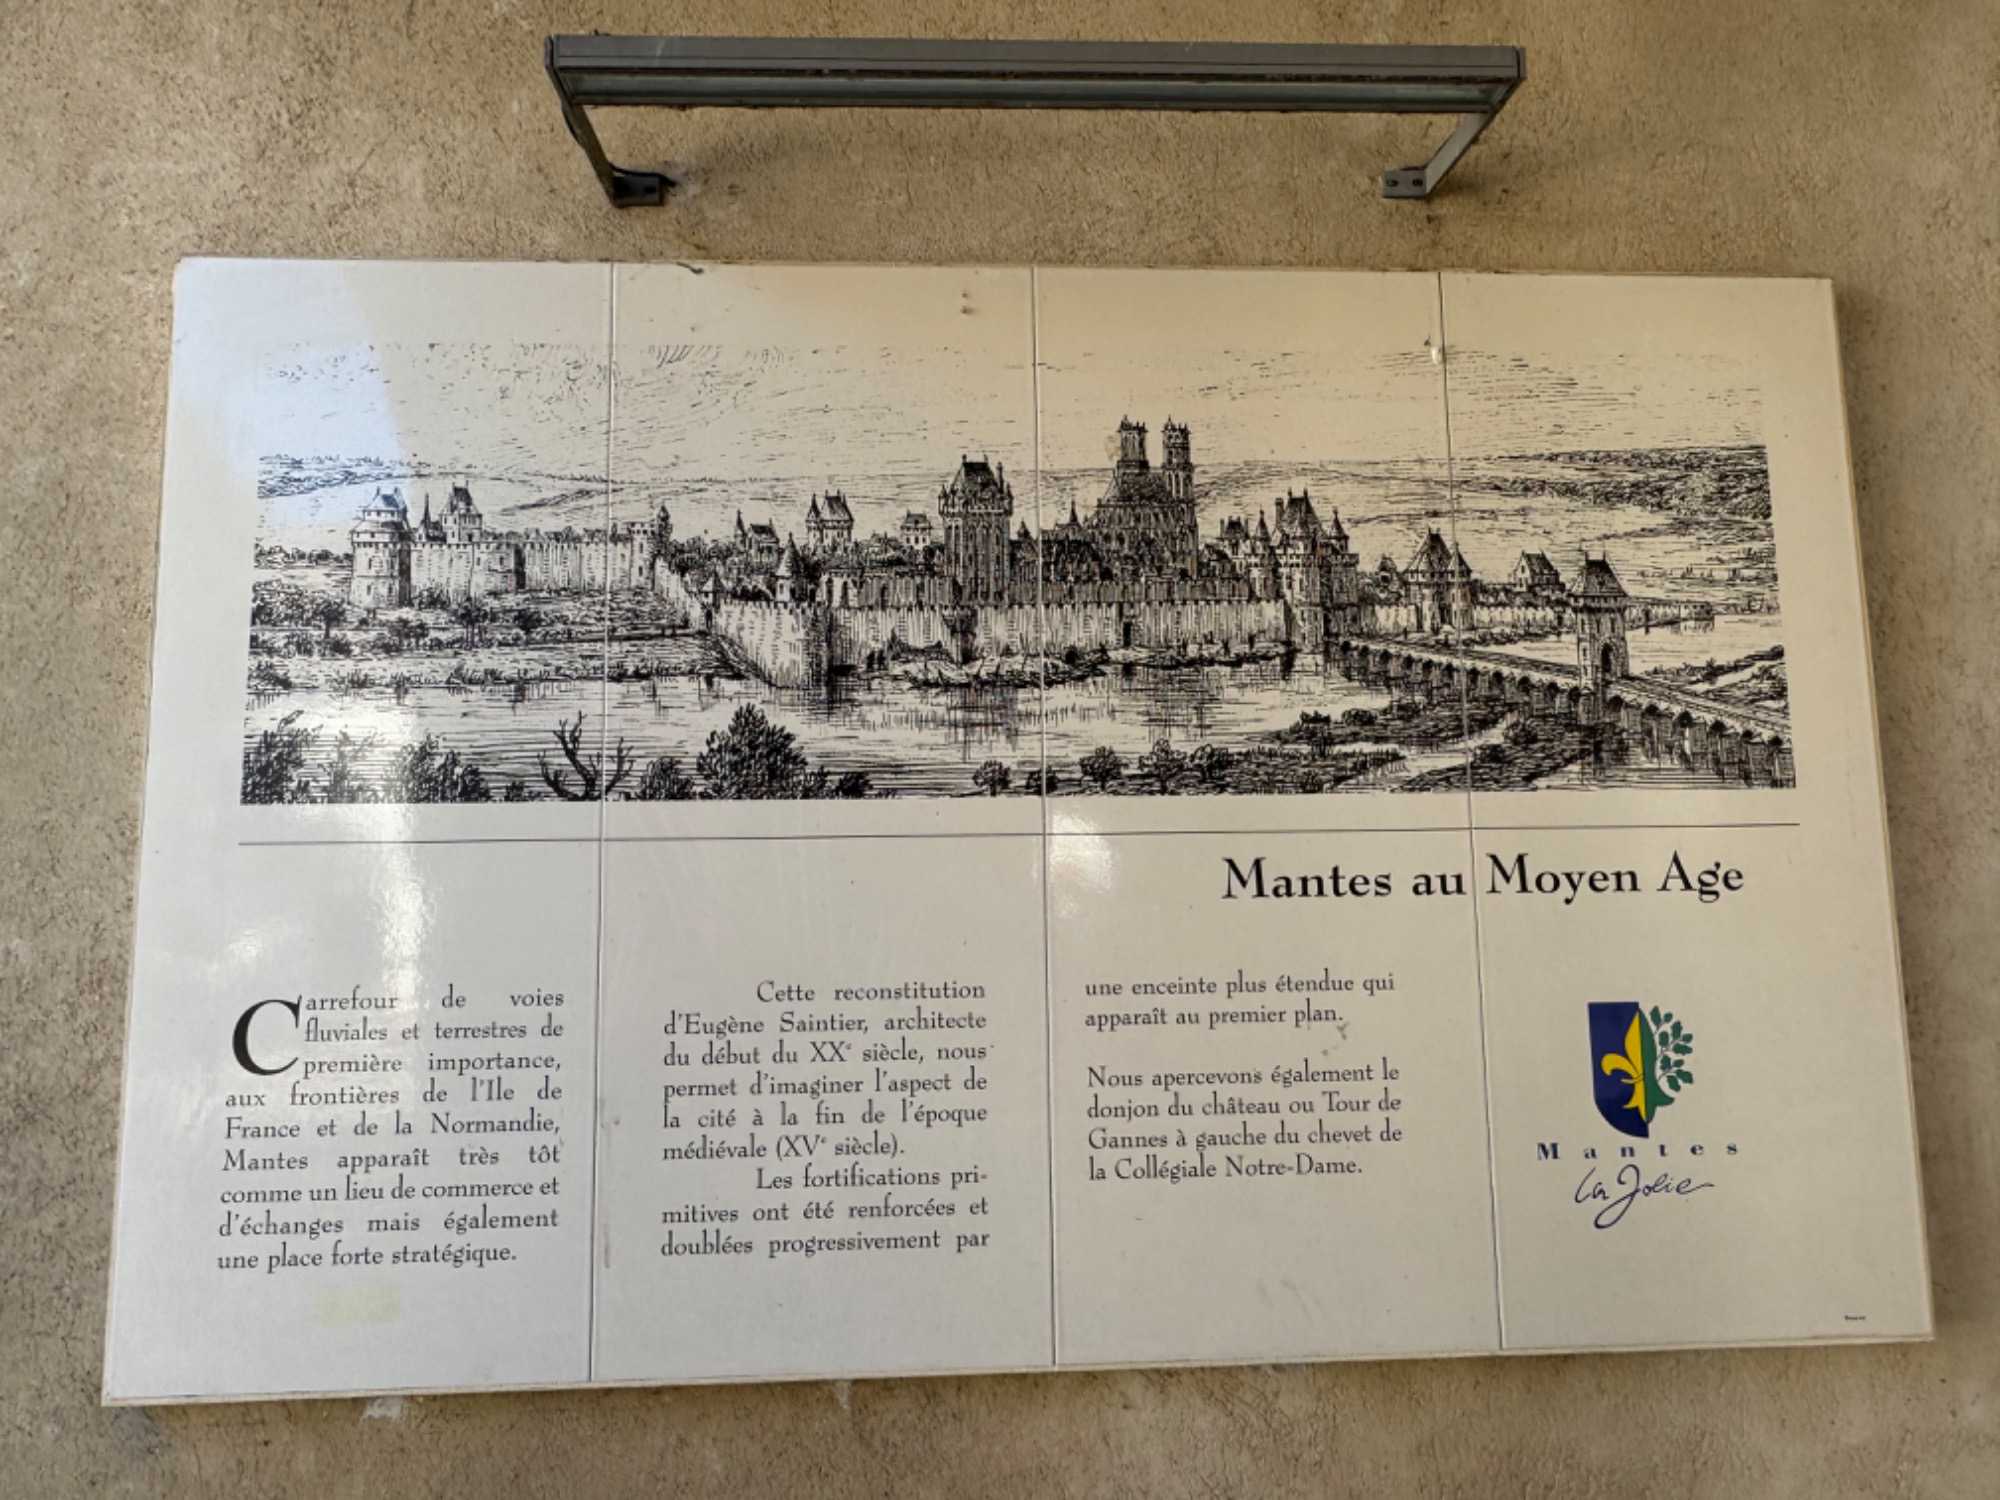 Mantes au Moyen Age
Carrefour de voies
fluviales et terrestres de
première importance,
aux frontières de l'Ile de
France et de la Normandie,
Mantes apparaît très tôt
comme un lieu de commerce et
d'échanges mais également
une place forte stratégique.
Cette reconstitution
d'Eugène Saintier, architecte
du début du XXe siècle, nous
permet d'imaginer l'aspect de
la cité à la fin de l'époque
médiévale (XVe siècle).
Les fortifications pri-
mitives ont été renforcées et
doublées progressivement par
une enceinte plus étendue qui
apparaît au premier plan.
Nous apercevons également le
donjon du château ou Tour de
Gannes à gauche du chevet de
la Collégiale Notre-Dame.
Mantes
la Jolie